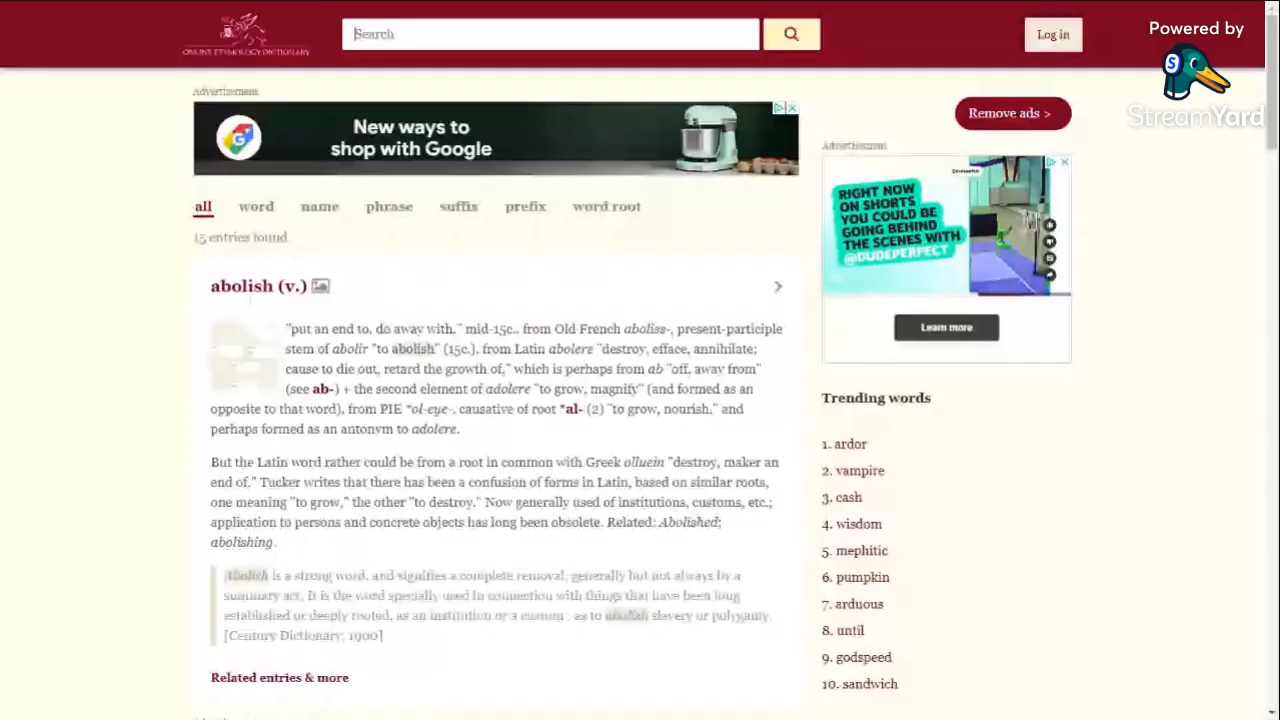 ONLINE ETYMOLOGY DICTIONARY
Search
Log in
Powered by
S
StreamYard
Advertisement
G
New ways to
shop with Google
Remove ads >
Advertisement
RIGHT NOW
ON SHORTS
YOU COULD BE
GOING BEHIND
THE SCENES WITH
@DUDEPERFECT
Learn more
all word name phrase suffix prefix word root
15 entries found.
abolish (v.)
"put an end to, do away with," mid-15c., from Old French aboliss-, present-participle
stem of abolir "to abolish" (15c.), from Latin abolere "destroy, efface, annihilate;
cause to die out, retard the growth of," which is perhaps from ab "off, away from"
(see ab-) + the second element of adolere "to grow, magnify" (and formed as an
opposite to that word), from PIE *ol-eye-, causative of root *al- (2) "to grow, nourish," and
perhaps formed as an antonym to adolere.
But the Latin word rather could be from a root in common with Greek olluein "destroy, maker an
end of." Tucker writes that there has been a confusion of forms in Latin, based on similar roots,
one meaning "to grow," the other "to destroy." Now generally used of institutions, customs, etc.;
application to persons and concrete objects has long been obsolete. Related: Abolished;
abolishing.
Abolish is a strong word, and signifies a complete removal, generally but not always by a
summary act. It is the word specially used in connection with things that have been long
established or deeply rooted, as an institution or a custom ; as to abolish slavery or polygamy.
[Century Dictionary, 1900]
Related entries & more
Trending words
1. ardor
2. vampire
3. cash
4. wisdom
5. mephitic
6. pumpkin
7. arduous
8. until
9. godspeed
10. sandwich